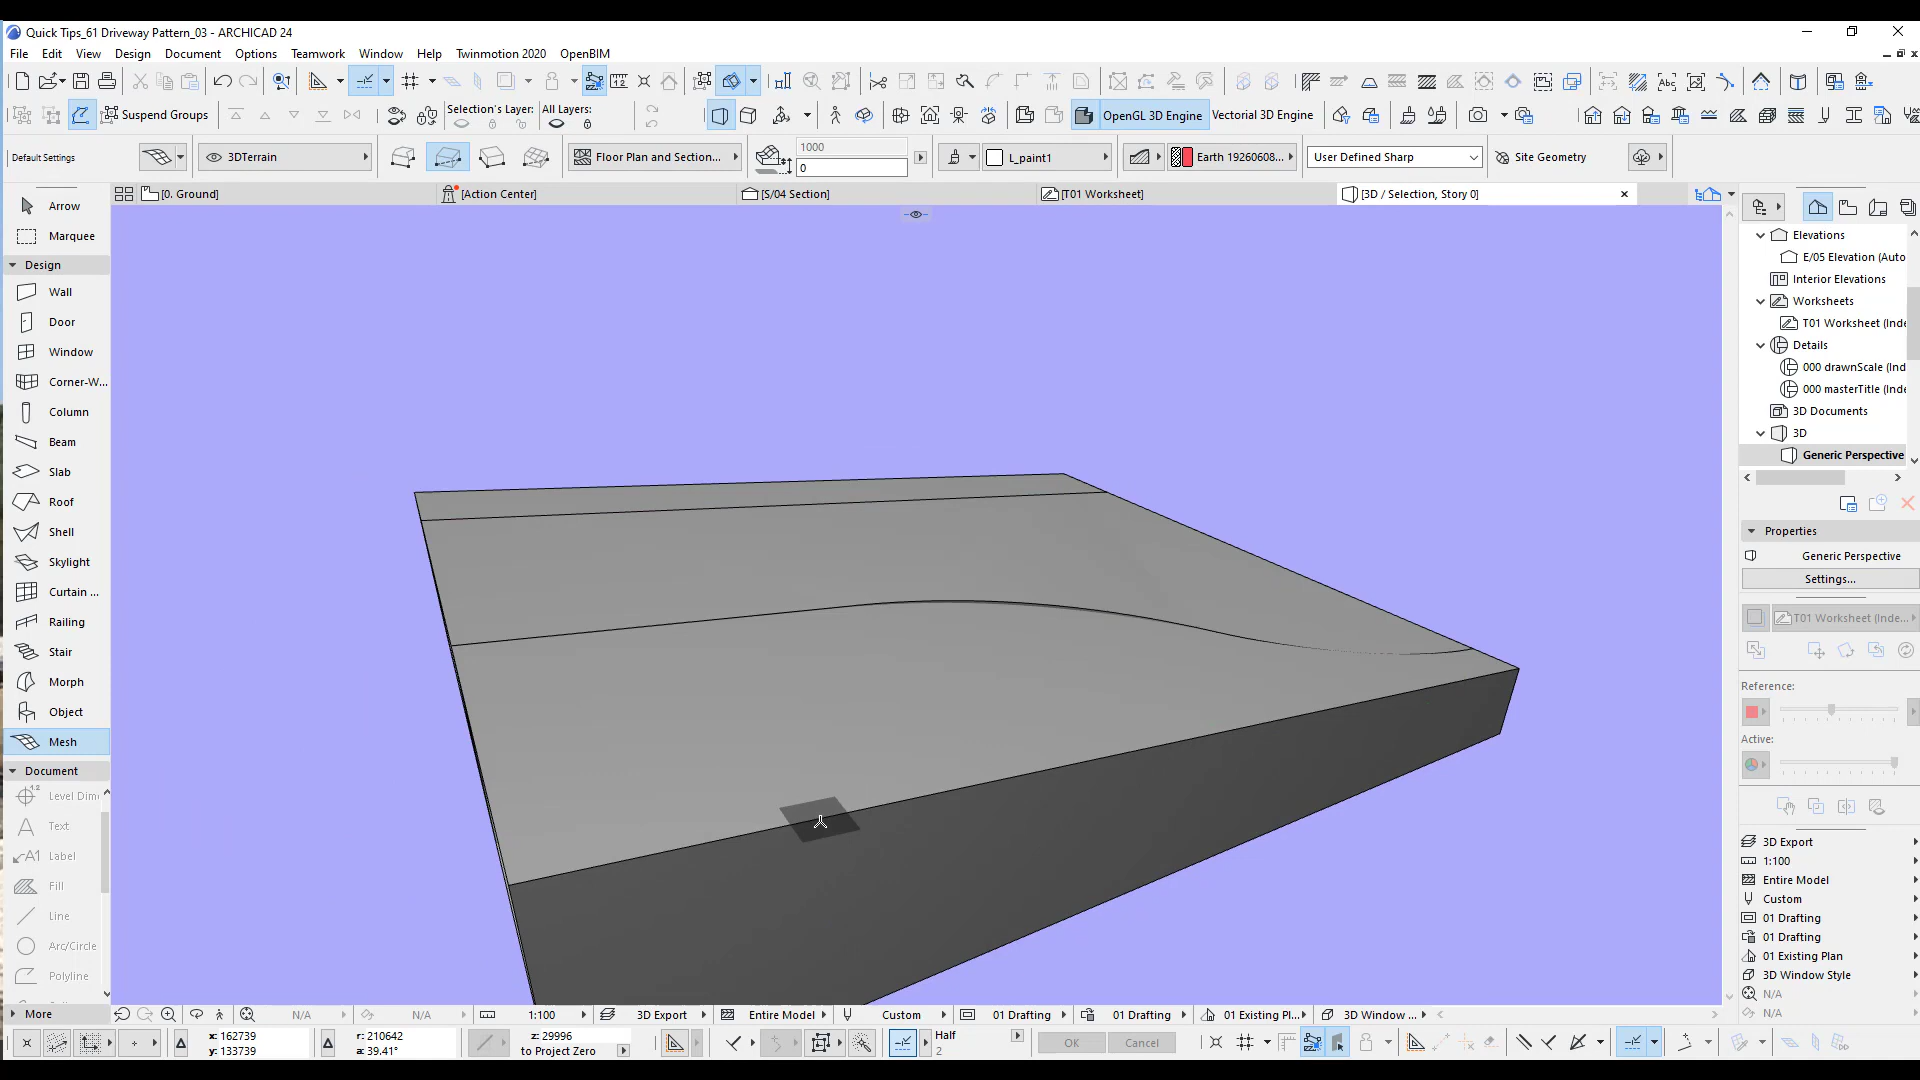 Quick Tips_61 Driveway Pattern_03 - ARCHICAD 24
File Edit View Design Document Options Teamwork Window Help Twinmotion 2020 OpenBIM
Suspend Groups
Selection's Layer:
All Layers:
OpenGL 3D Engine
Vectorial 3D Engine
Default Settings
3DTerrain
Floor Plan and Section...
1000
0
L_paint1
Earth 19260608...
User Defined Sharp
Site Geometry
[0. Ground]
[Action Center]
[S/04 Section]
[T01 Worksheet]
[3D / Selection, Story 0]
Arrow
Marquee
Design
Wall
Door
Window
Corner-W...
Column
Beam
Slab
Roof
Shell
Skylight
Curtain ...
Railing
Stair
Morph
Object
Mesh
Document
Level Dim
Text
A1 Label
Fill
Line
Arc/Circle
Polyline
More
Elevations
E/05 Elevation (Auto
Interior Elevations
Worksheets
T01 Worksheet (Inde
Details
000 drawnScale (Ind
000 masterTitle (Inde
3D Documents
3D
Generic Perspective
Properties
Generic Perspective
Settings...
T01 Worksheet (Inde...
Reference:
Active:
3D Export
1:100
Entire Model
Custom
01 Drafting
01 Drafting
01 Existing Plan
3D Window Style
N/A
N/A
N/A
N/A
1:100
3D Export
Entire Model
Custom
01 Drafting
01 Drafting
01 Existing Pl...
3D Window ...
x: 162739
y: 133739
r: 210642
a: 39.41°
z: 29996
to Project Zero
Half
2
OK
Cancel